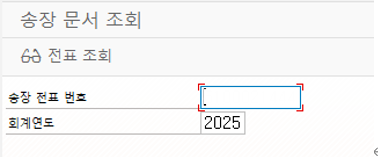 송장 문서 조회
전표 조회
송장 전표 번호
회계연도 2025